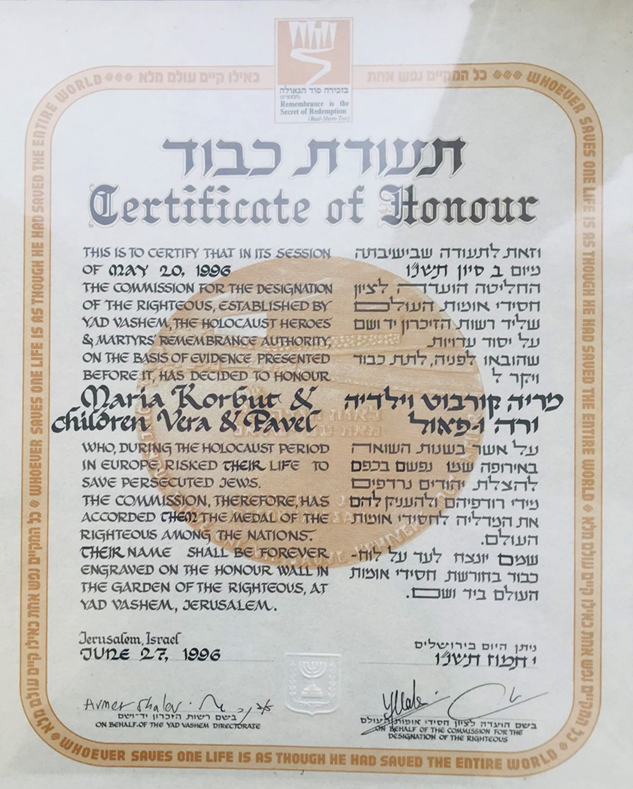 בזכירה סוד הגאולה
Remembrance is the
Secret of Redemption
(Baal Shem Tov)
כל המקיים נפש אחת
כאילו קיים עולם מלא
WHOEVER SAVES ONE LIFE IS AS THOUGH HE HAD SAVED THE ENTIRE WORLD
תעודת כבוד
Certificate of Honour
THIS IS TO CERTIFY THAT IN ITS SESSION
OF MAY 20, 1996
THE COMMISSION FOR THE DESIGNATION
OF THE RIGHTEOUS, ESTABLISHED BY
YAD VASHEM, THE HOLOCAUST HEROES
& MARTYRS' REMEMBRANCE AUTHORITY,
ON THE BASIS OF EVIDENCE PRESENTED
BEFORE IT, HAS DECIDED TO HONOUR
Maria Korbut &
children Vera & Pavel
WHO, DURING THE HOLOCAUST PERIOD
IN EUROPE, RISKED THEIR LIFE TO
SAVE PERSECUTED JEWS.
THE COMMISSION, THEREFORE, HAS
ACCORDED THEM THE MEDAL OF THE
RIGHTEOUS AMONG THE NATIONS.
THEIR NAME SHALL BE FOREVER
ENGRAVED ON THE HONOUR WALL IN
THE GARDEN OF THE RIGHTEOUS, AT
YAD VASHEM, JERUSALEM.
וזאת לתעודה שבישיבתה
מיום ב סיון תשנ"ו
החליטה הועדה לציון
חסידי אומות העולם
שליד רשות הזיכרון יד ושם
על יסוד עדויות
שהובאו לפניה, לתת כבוד
ויקר ל
מריה קורבוט וילדיה
ורה ו-פאול
על אשר בשנות השואה
באירופה שמו נפשם בכפם
להצלת יהודים נרדפים
מידי רודפיהם ולהעניק להם
את המדליה לחסידי אומות
העולם.
שמם יונצח לעד על לוח-
כבוד בחורשת חסידי אומות
העולם ביד ושם.
Jerusalem, Israel
JUNE 27, 1996
ניתן היום בירושלים
י תמוז תשנ"ו
Avner Shalev
בשם רשות הזיכרון יד-ושם
ON BEHALF OF THE YAD VASHEM DIRECTORATE
בשם הועדה לציון חסידי אומות העולם
ON BEHALF OF THE COMMISSION FOR THE
DESIGNATION OF THE RIGHTEOUS